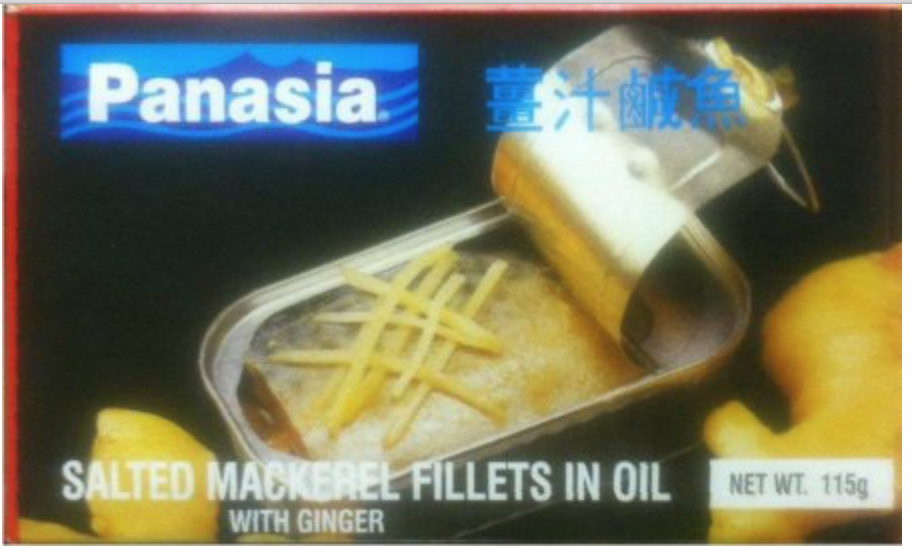 Panasia®
薑汁鹹魚
SALTED MACKEREL FILLETS IN OIL
WITH GINGER
NET WT. 115g